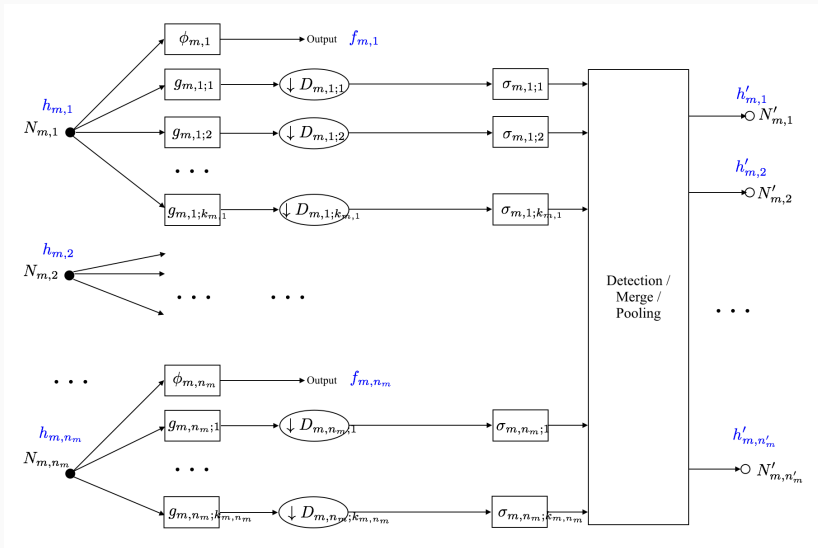 ϕ_{m,1} Output f_{m,1}
h_{m,1} g_{m,1;1} ↓ D_{m,1;1} σ_{m,1;1} h'_{m,1}
N_{m,1} g_{m,1;2} ↓ D_{m,1;2} σ_{m,1;2} N'_{m,1}
· · ·
g_{m,1;k_{m,1}} ↓ D_{m,1;k_{m,1}} σ_{m,1;k_{m,1}} h'_{m,2} N'_{m,2}
h_{m,2}
N_{m,2}
· · · · · ·
Detection /
Merge /
Pooling
· · ·
· · ·
ϕ_{m,n_m} Output f_{m,n_m}
h_{m,n_m} g_{m,n_m;1} ↓ D_{m,n_m;1} σ_{m,n_m;1} h'_{m,n'_m}
N_{m,n_m} · · · N'_{m,n'_m}
g_{m,n_m;k_{m,n_m}} ↓ D_{m,n_m;k_{m,n_m}} σ_{m,n_m;k_{m,n_m}}